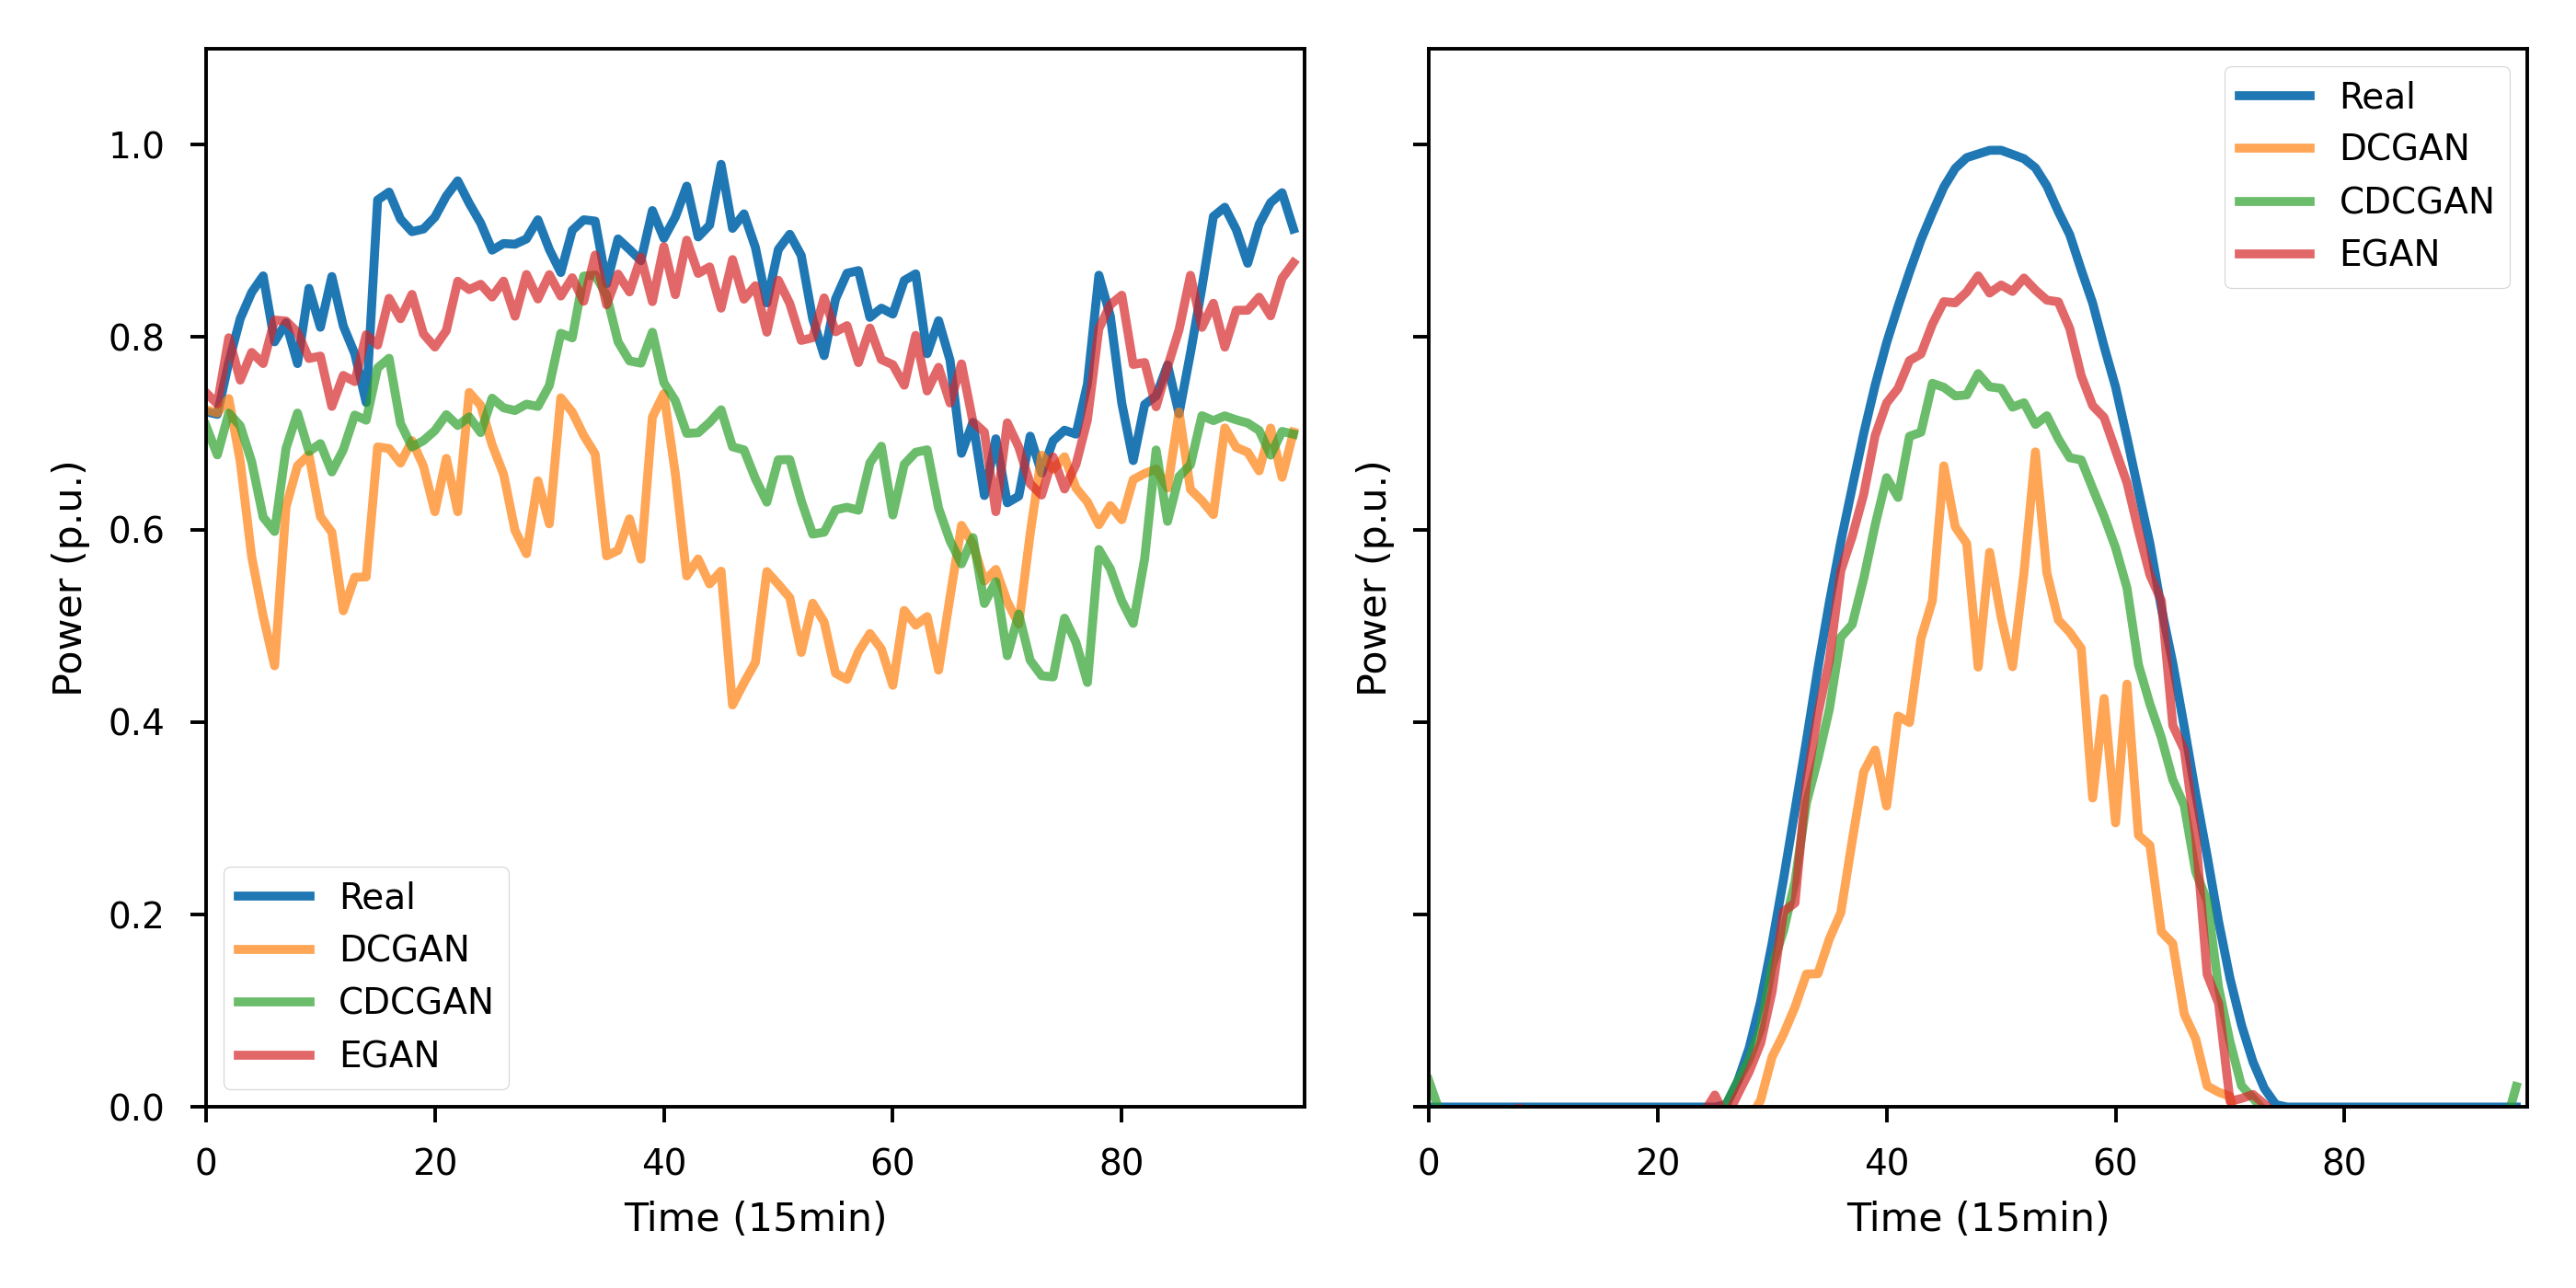 1.0
0.8
0.6
0.4
0.2
0.0
Power (p.u.)
Real
DCGAN
CDCGAN
EGAN
0 20 40 60 80
Time (15min)
Power (p.u.)
Real
DCGAN
CDCGAN
EGAN
0 20 40 60 80
Time (15min)